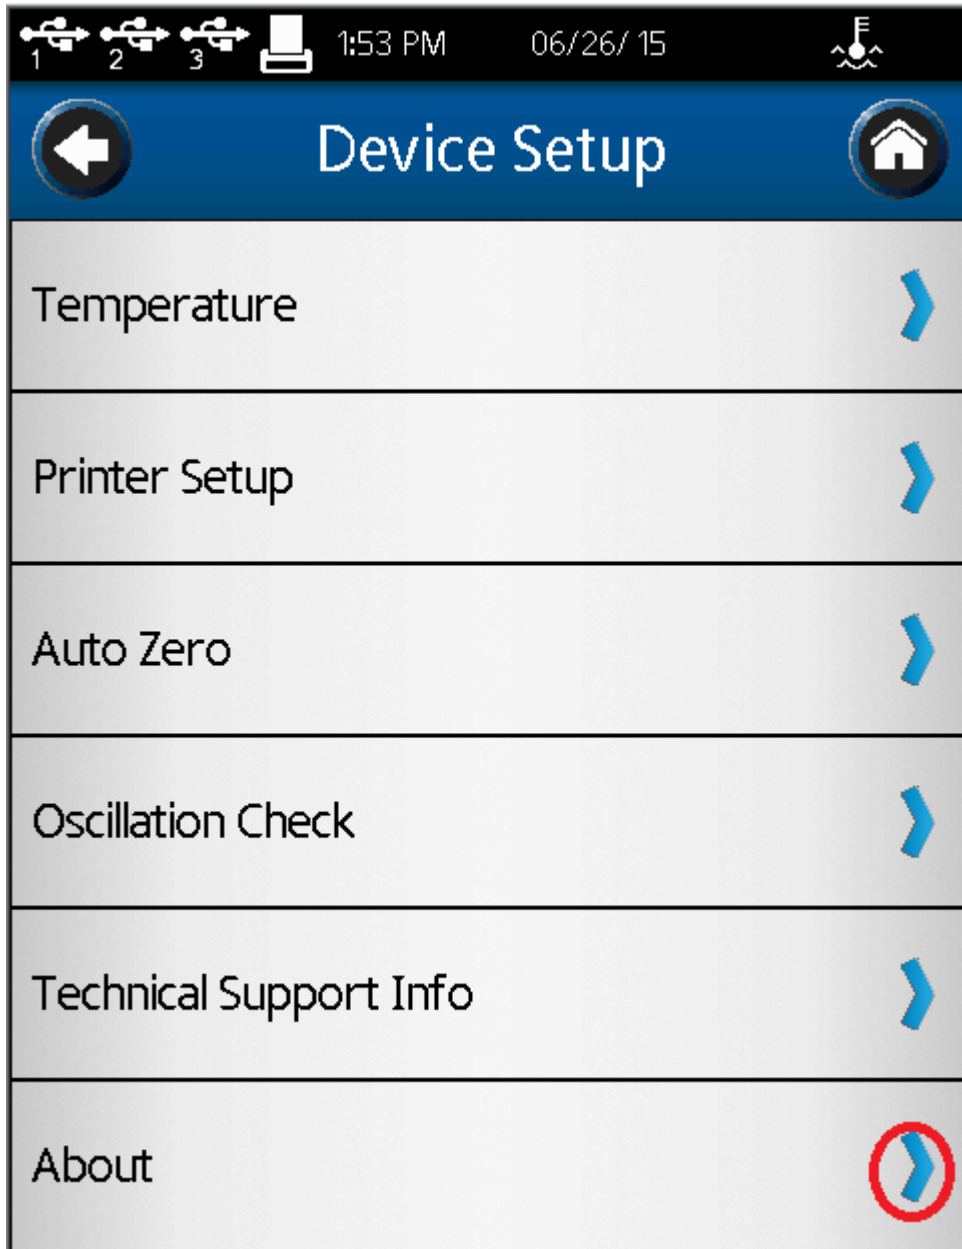 1:53 PM 06/26/ 15
1 2 3
Device Setup
Temperature
Printer Setup
Auto Zero
Oscillation Check
Technical Support Info
About